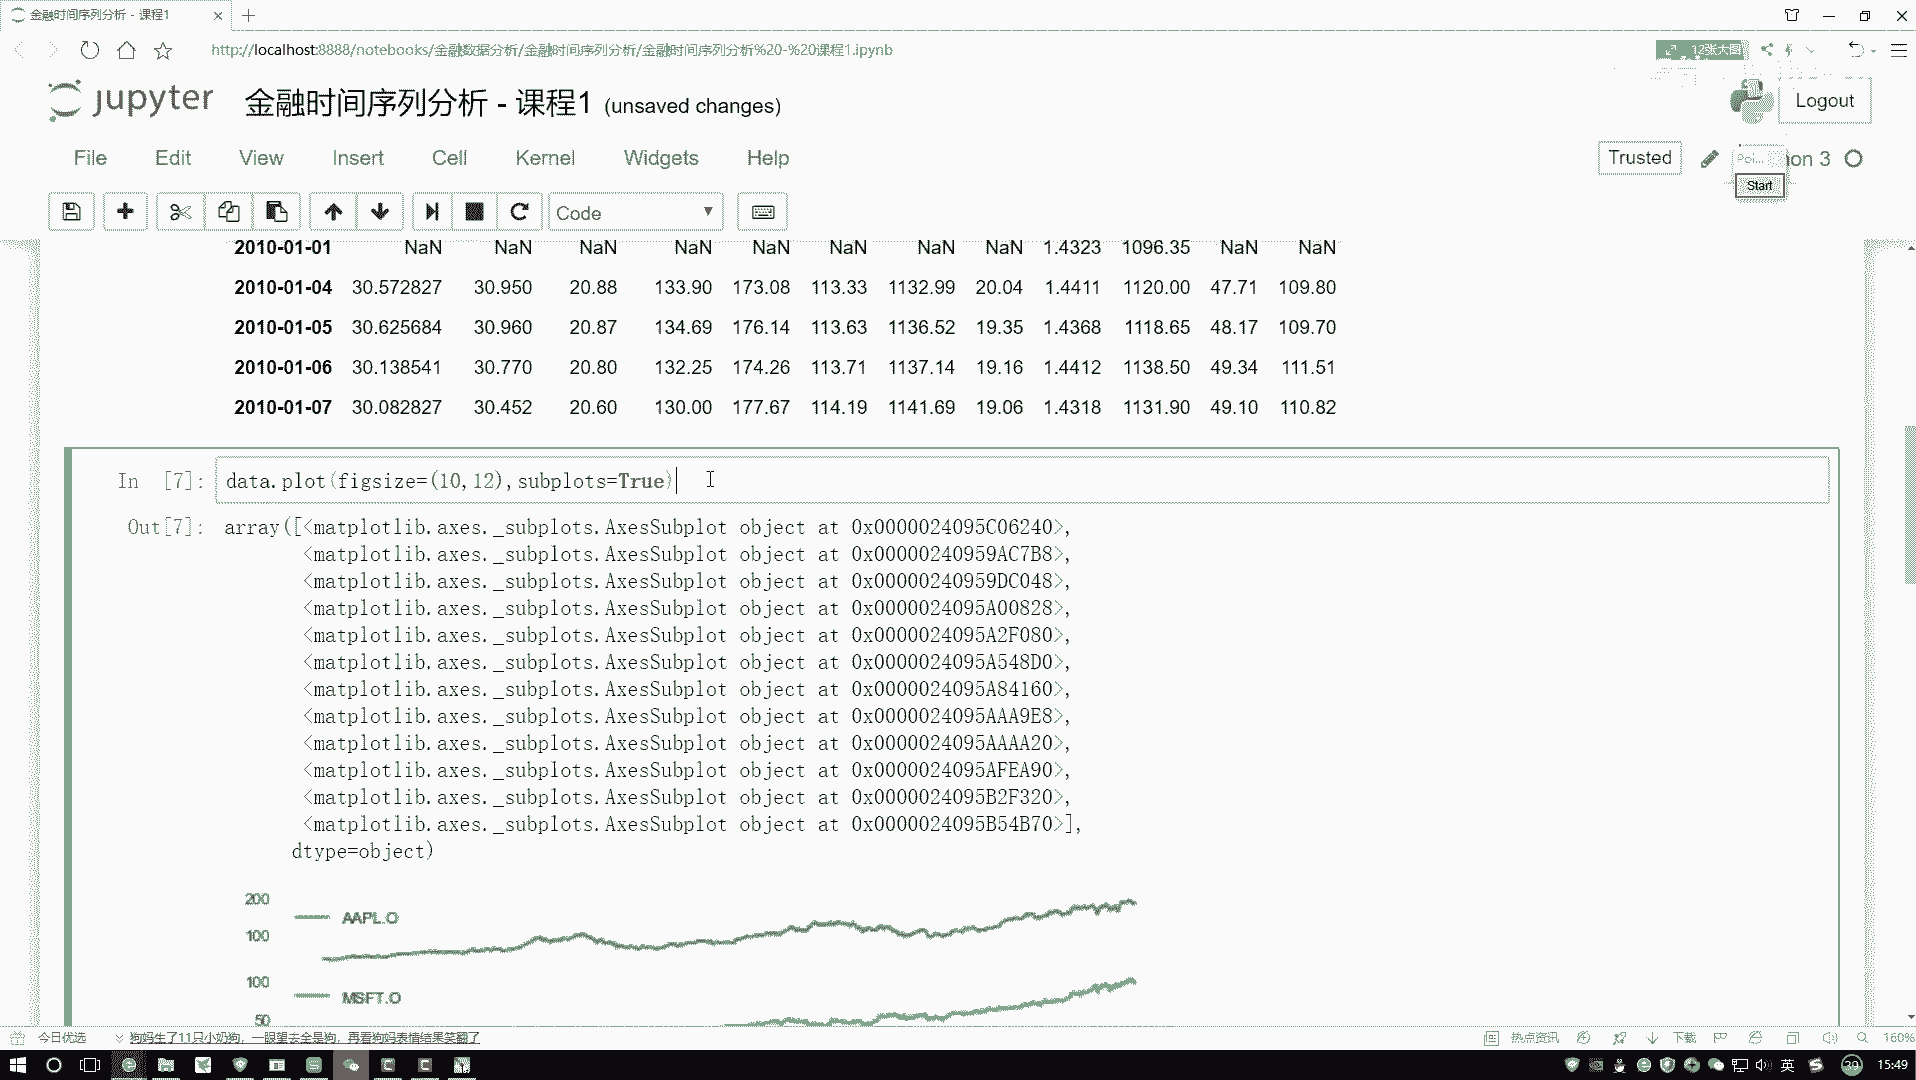 金融时间序列分析 - 课程1
http://localhost:8888/notebooks/金融数据分析/金融时间序列分析/金融时间序列分析%20-%20课程1.ipynb
12张大图
jupyter 金融时间序列分析 - 课程1 (unsaved changes)
Logout
File Edit View Insert Cell Kernel Widgets Help
Trusted
Poi...
on 3
Start
Code
2010-01-01 NaN NaN NaN NaN NaN NaN NaN NaN 1.4323 1096.35 NaN NaN
2010-01-04 30.572827 30.950 20.88 133.90 173.08 113.33 1132.99 20.04 1.4411 1120.00 47.71 109.80
2010-01-05 30.625684 30.960 20.87 134.69 176.14 113.63 1136.52 19.35 1.4368 1118.65 48.17 109.70
2010-01-06 30.138541 30.770 20.80 132.25 174.26 113.71 1137.14 19.16 1.4412 1138.50 49.34 111.51
2010-01-07 30.082827 30.452 20.60 130.00 177.67 114.19 1141.69 19.06 1.4318 1131.90 49.10 110.82
In [7]: data.plot(figsize=(10,12),subplots=True)
Out[7]: array([<matplotlib.axes._subplots.AxesSubplot object at 0x0000024095C06240>,
<matplotlib.axes._subplots.AxesSubplot object at 0x00000240959AC7B8>,
<matplotlib.axes._subplots.AxesSubplot object at 0x00000240959DC048>,
<matplotlib.axes._subplots.AxesSubplot object at 0x0000024095A00828>,
<matplotlib.axes._subplots.AxesSubplot object at 0x0000024095A2F080>,
<matplotlib.axes._subplots.AxesSubplot object at 0x0000024095A548D0>,
<matplotlib.axes._subplots.AxesSubplot object at 0x0000024095A84160>,
<matplotlib.axes._subplots.AxesSubplot object at 0x0000024095AAA9E8>,
<matplotlib.axes._subplots.AxesSubplot object at 0x0000024095AAAA20>,
<matplotlib.axes._subplots.AxesSubplot object at 0x0000024095AFEA90>,
<matplotlib.axes._subplots.AxesSubplot object at 0x0000024095B2F320>,
<matplotlib.axes._subplots.AxesSubplot object at 0x0000024095B54B70>],
dtype=object)
200
AAPL.O
100
100
MSFT.O
50
今日优选 狗妈生了11只小奶狗，一眼望去全是狗，再看狗妈表情结果笑翻了 热点资讯 下载 160%
英 39 15:49